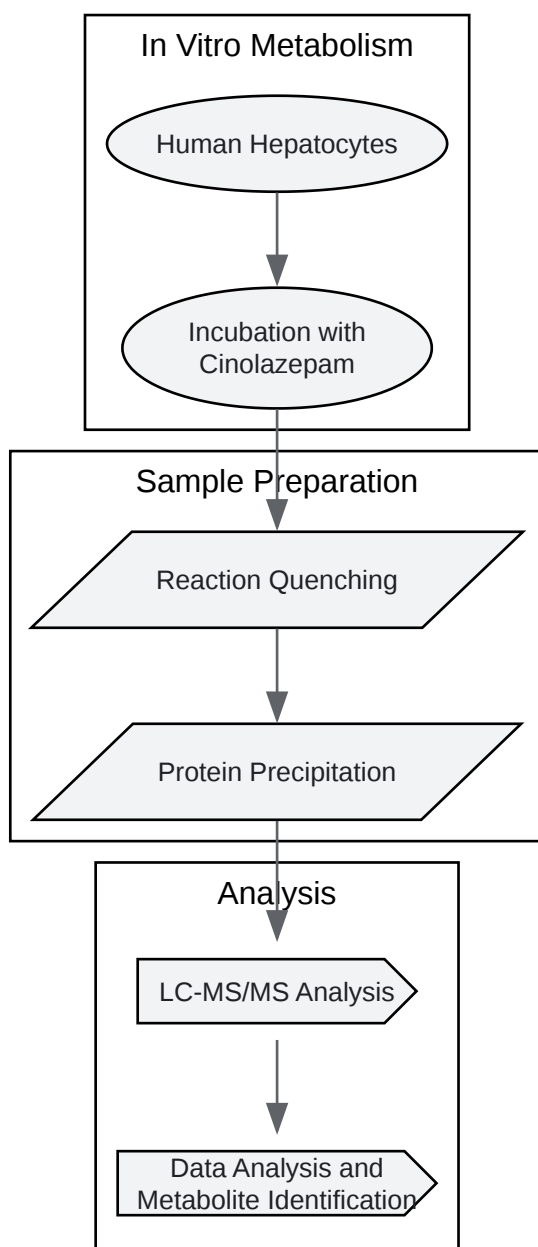 In Vitro Metabolism
Human Hepatocytes
Incubation with
Cinolazepam
Sample Preparation
Reaction Quenching
Protein Precipitation
Analysis
LC-MS/MS Analysis
Data Analysis and
Metabolite Identification